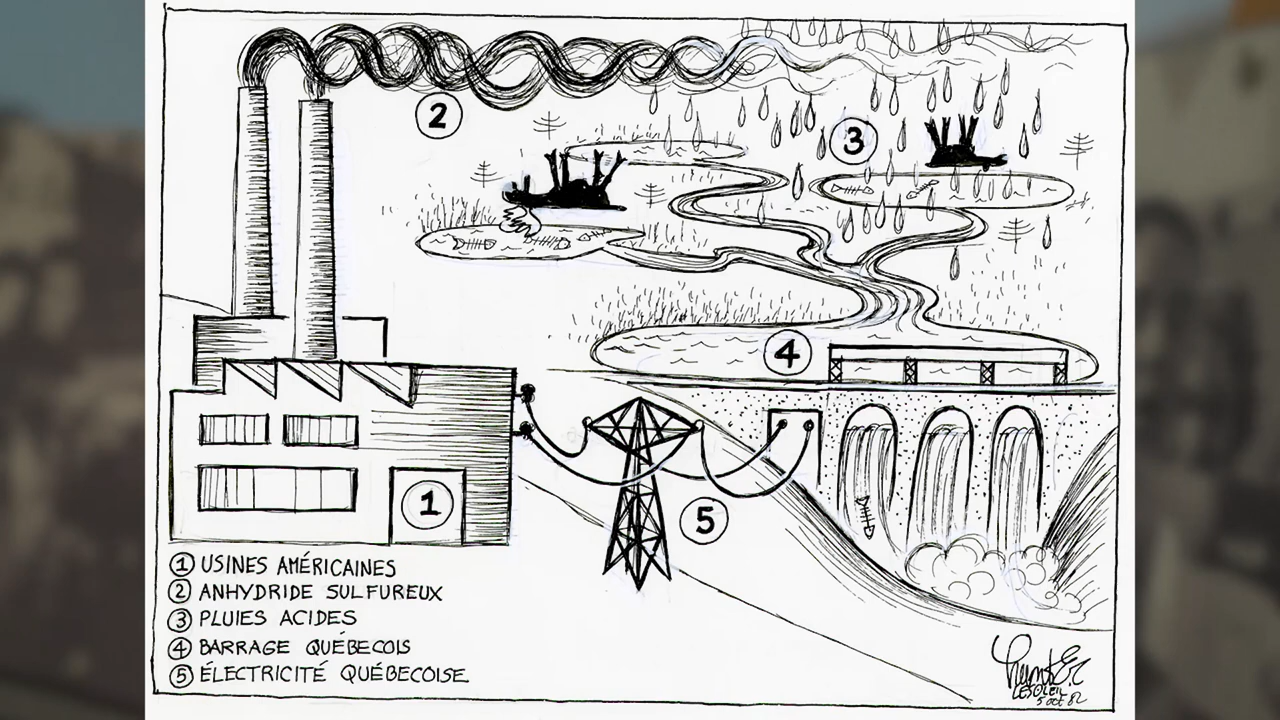 2
3
4
1
5
① USINES AMÉRICAINES
② ANHYDRIDE SULFUREUX
③ PLUIES ACIDES
④ BARRAGE QUÉBECOIS
⑤ ÉLECTRICITÉ QUÉBECOISE
LE SOLEIL
5 OCT 82